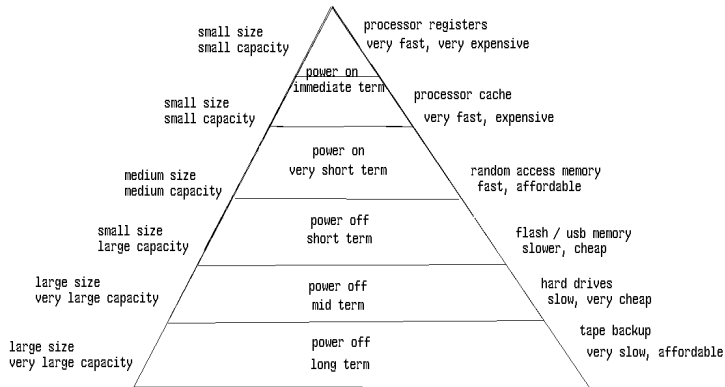 small size
small capacity
processor registers
very fast, very expensive
power on
immediate term
small size
small capacity
processor cache
very fast, expensive
power on
very short term
medium size
medium capacity
random access memory
fast, affordable
power off
short term
small size
large capacity
flash / usb memory
slower, cheap
power off
mid term
large size
very large capacity
hard drives
slow, very cheap
power off
long term
large size
very large capacity
tape backup
very slow, affordable